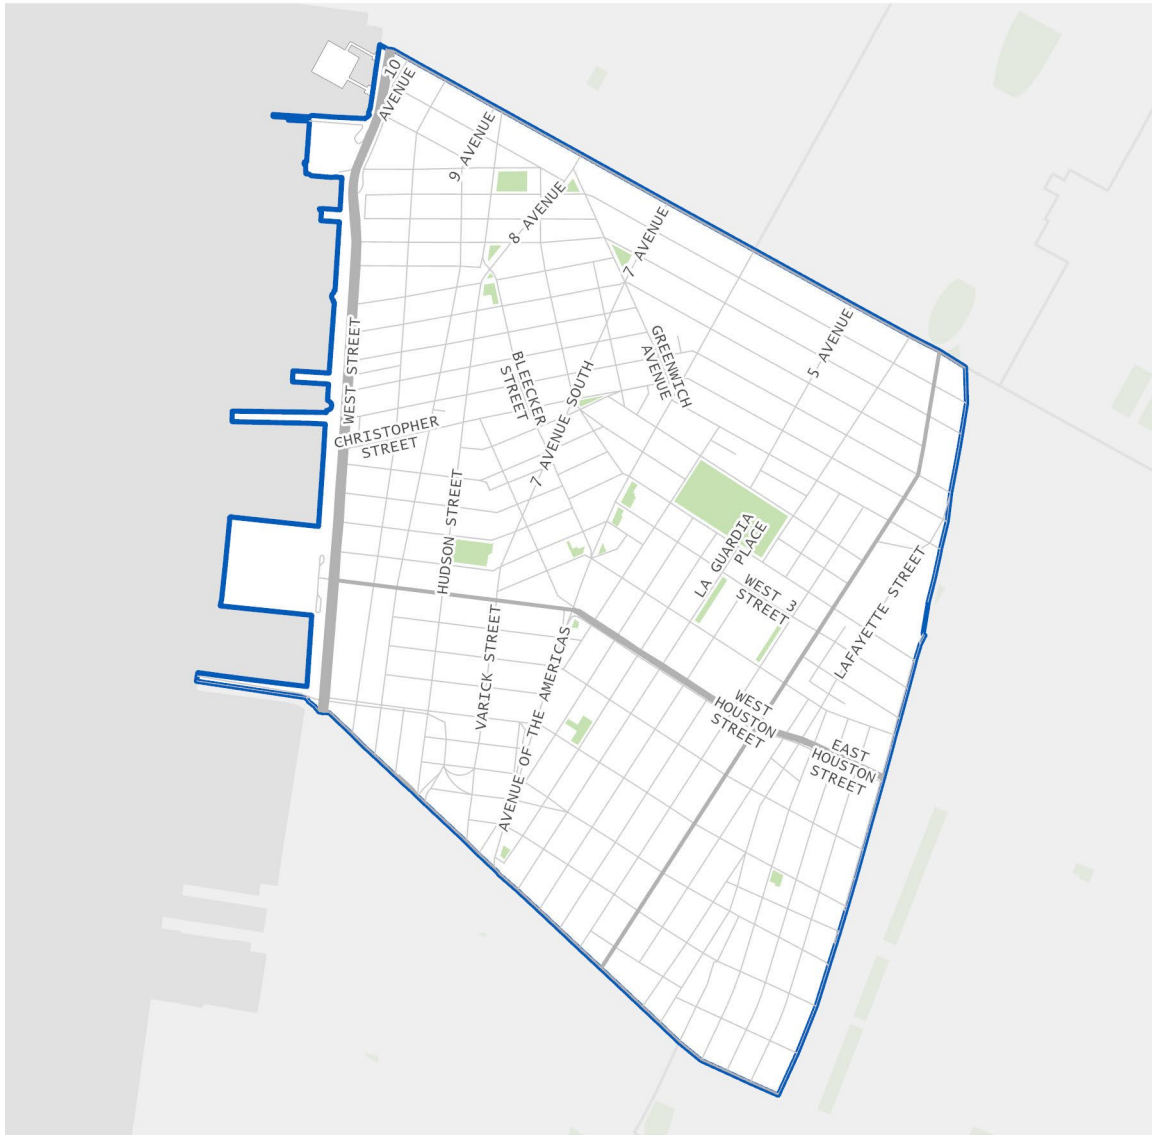 10
AVENUE
9 AVENUE
8 AVENUE
7 AVENUE
5 AVENUE
GREENWICH
AVENUE
WEST STREET
BLEECKER
STREET
7 AVENUE SOUTH
CHRISTOPHER
STREET
HUDSON STREET
LA GUARDIA
PLACE
WEST 3
STREET
LAFAYETTE STREET
VARICK STREET
AVENUE OF THE AMERICAS
WEST
HOUSTON
STREET
EAST
HOUSTON
STREET